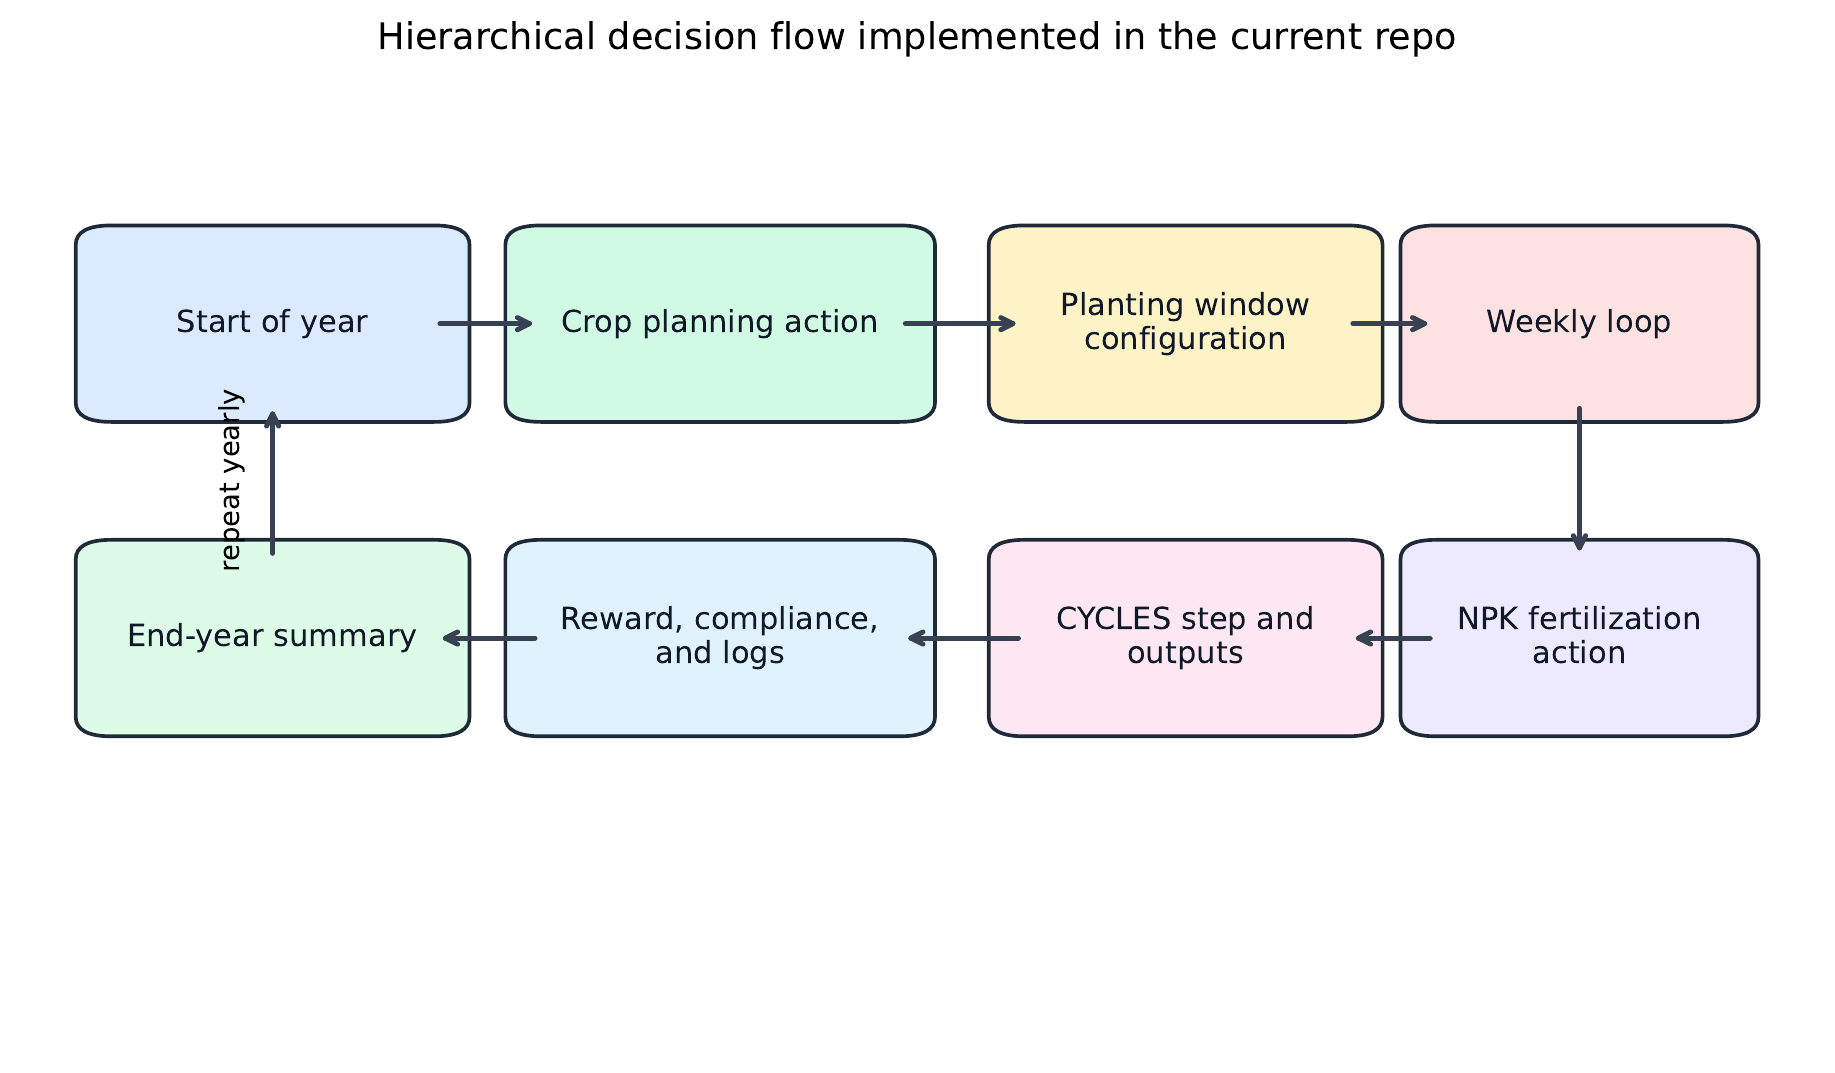 Hierarchical decision flow implemented in the current repo
Start of year
Crop planning action
Planting window
configuration
Weekly loop
repeat yearly
End-year summary
Reward, compliance,
and logs
CYCLES step and
outputs
NPK fertilization
action